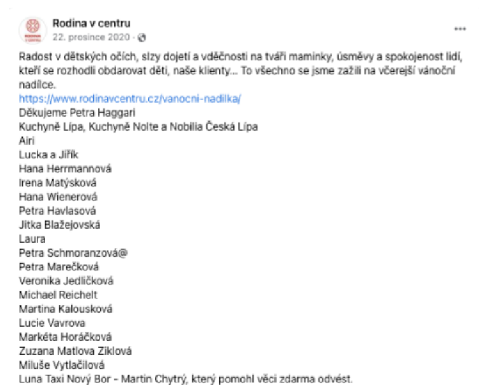 Rodina v centru
22. prosince 2020 ·
Radost v dětských očích, slzy dojetí a vděčnosti na tváři maminky, úsměvy a spokojenost lidí,
kteří se rozhodli obdarovat děti, naše klienty... To všechno se jsme zažili na včerejší vánoční
nadílce.
https://www.rodinavcentru.cz/vanocni-nadilka/
Děkujeme Petra Haggari
Kuchyně Lípa, Kuchyně Nolte a Nobilia Česká Lípa
Airi
Lucka a Jiřík
Hana Herrmannová
Irena Matýsková
Hana Wienerová
Petra Havlasová
Jitka Blažejovská
Laura
Petra Schmoranzová@
Petra Marečková
Veronika Jedličková
Michael Reichelt
Martina Kalousková
Lucie Vavrova
Markéta Horáčková
Zuzana Matlova Ziklová
Miluše Vytlačilová
Luna Taxi Nový Bor – Martin Chytrý, který pomohl věci zdarma odvést.